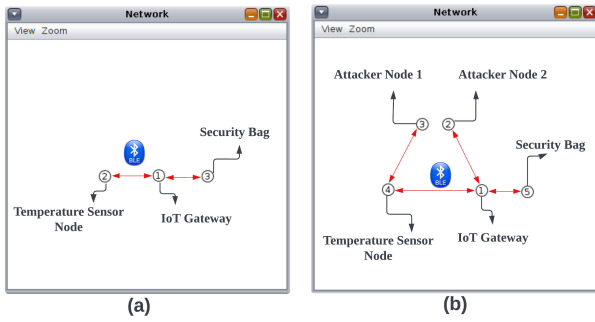 Network
View Zoom
Security Bag
BLE
2
1
3
Temperature Sensor
Node
IoT Gateway
(a)
Network
View Zoom
Attacker Node 1
Attacker Node 2
3
2
Security Bag
BLE
4
1
5
Temperature Sensor
Node
IoT Gateway
(b)